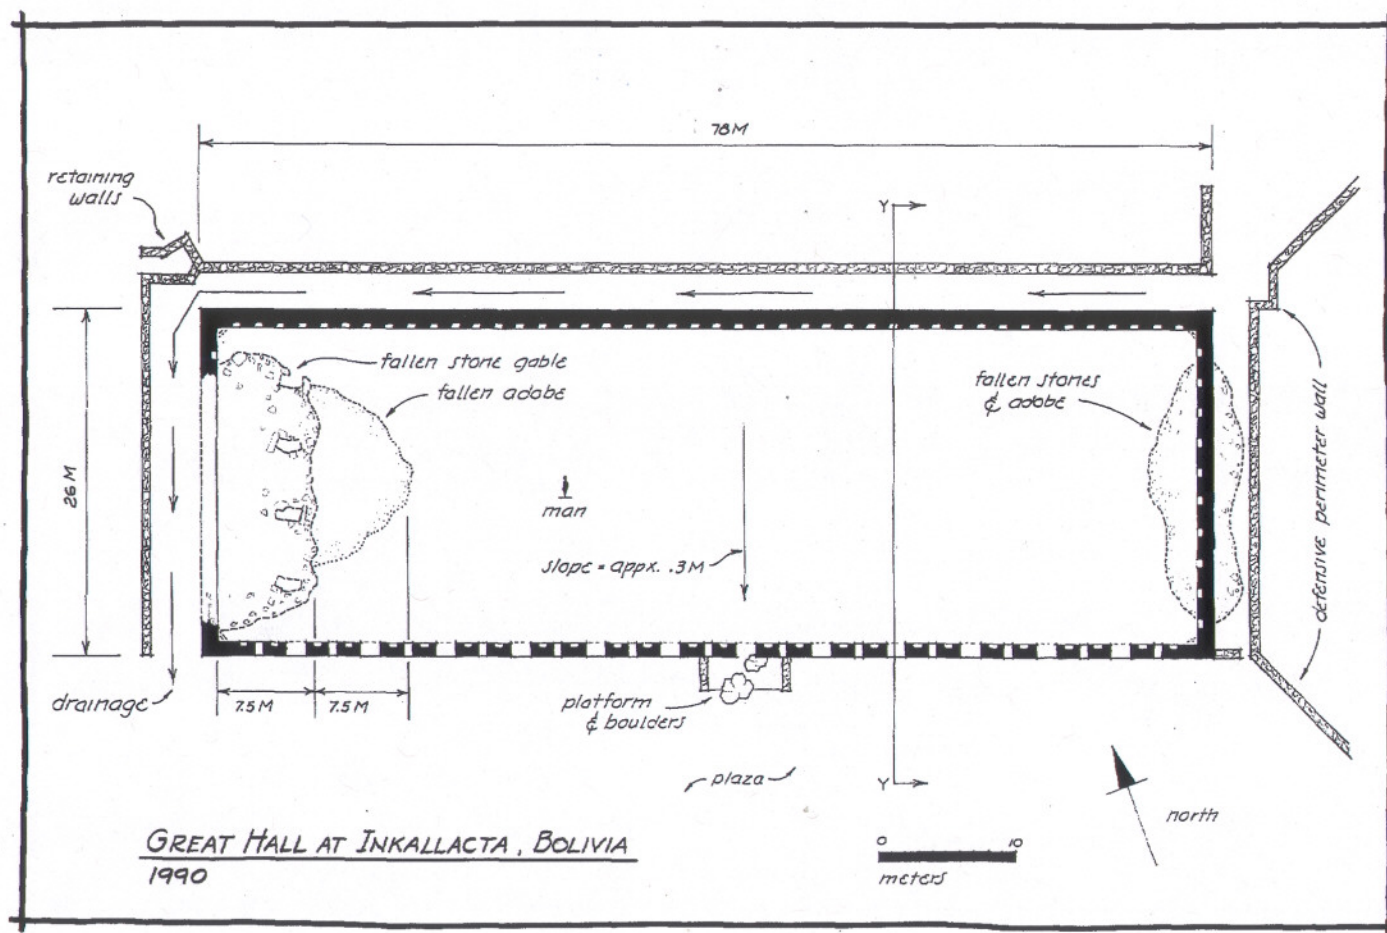 78M
retaining
walls
Y
fallen stone gable
fallen adobe
fallen stones
& adobe
defensive perimeter wall
26 M
man
slope = appx. .3M
drainage
7.5M
7.5M
platform
& boulders
plaza
Y
north
GREAT HALL AT INKALLACTA, BOLIVIA
1990
0 10
meters